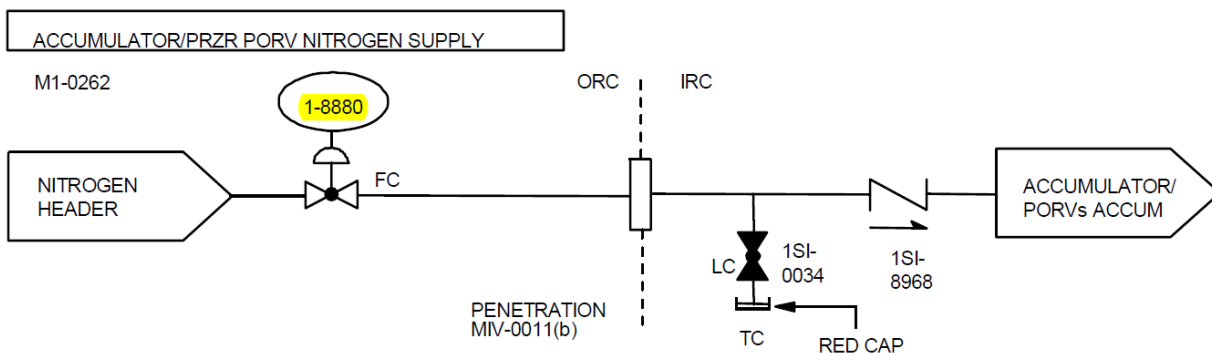 ACCUMULATOR/PRZR PORV NITROGEN SUPPLY
M1-0262
ORC
IRC
1-8880
FC
NITROGEN
HEADER
ACCUMULATOR/
PORVs ACCUM
LC
1SI-
0034
1SI-
8968
PENETRATION
MIV-0011(b)
TC
RED CAP